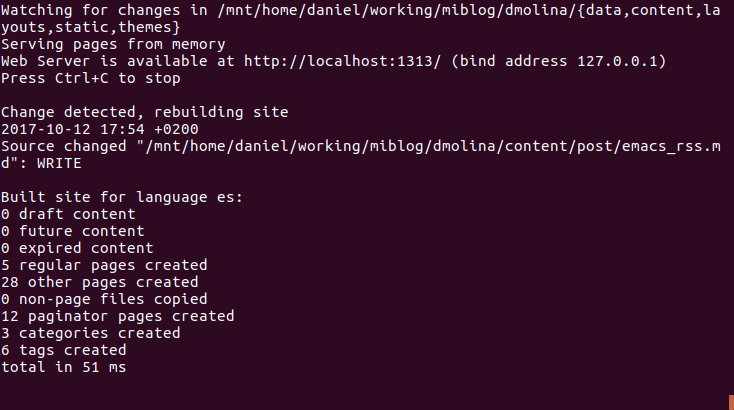 Watching for changes in /mnt/home/daniel/working/miblog/dmolina/{data,content,la
youts,static,themes}
Serving pages from memory
Web Server is available at http://localhost:1313/ (bind address 127.0.0.1)
Press Ctrl+C to stop
Change detected, rebuilding site
2017-10-12 17:54 +0200
Source changed "/mnt/home/daniel/working/miblog/dmolina/content/post/emacs_rss.m
d": WRITE
Built site for language es:
0 draft content
0 future content
0 expired content
5 regular pages created
28 other pages created
0 non-page files copied
12 paginator pages created
3 categories created
6 tags created
total in 51 ms